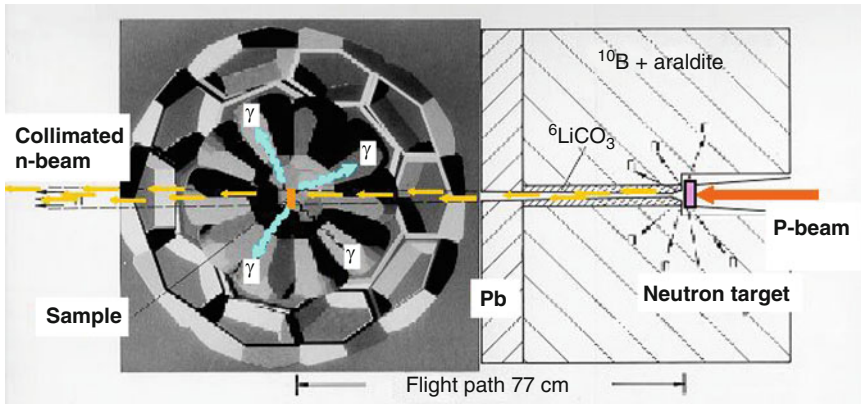 ¹⁰B + araldite
⁶LiCO₃
Collimated
n-beam
γ
γ
γ
γ
P-beam
Sample
Pb
Neutron target
Flight path 77 cm